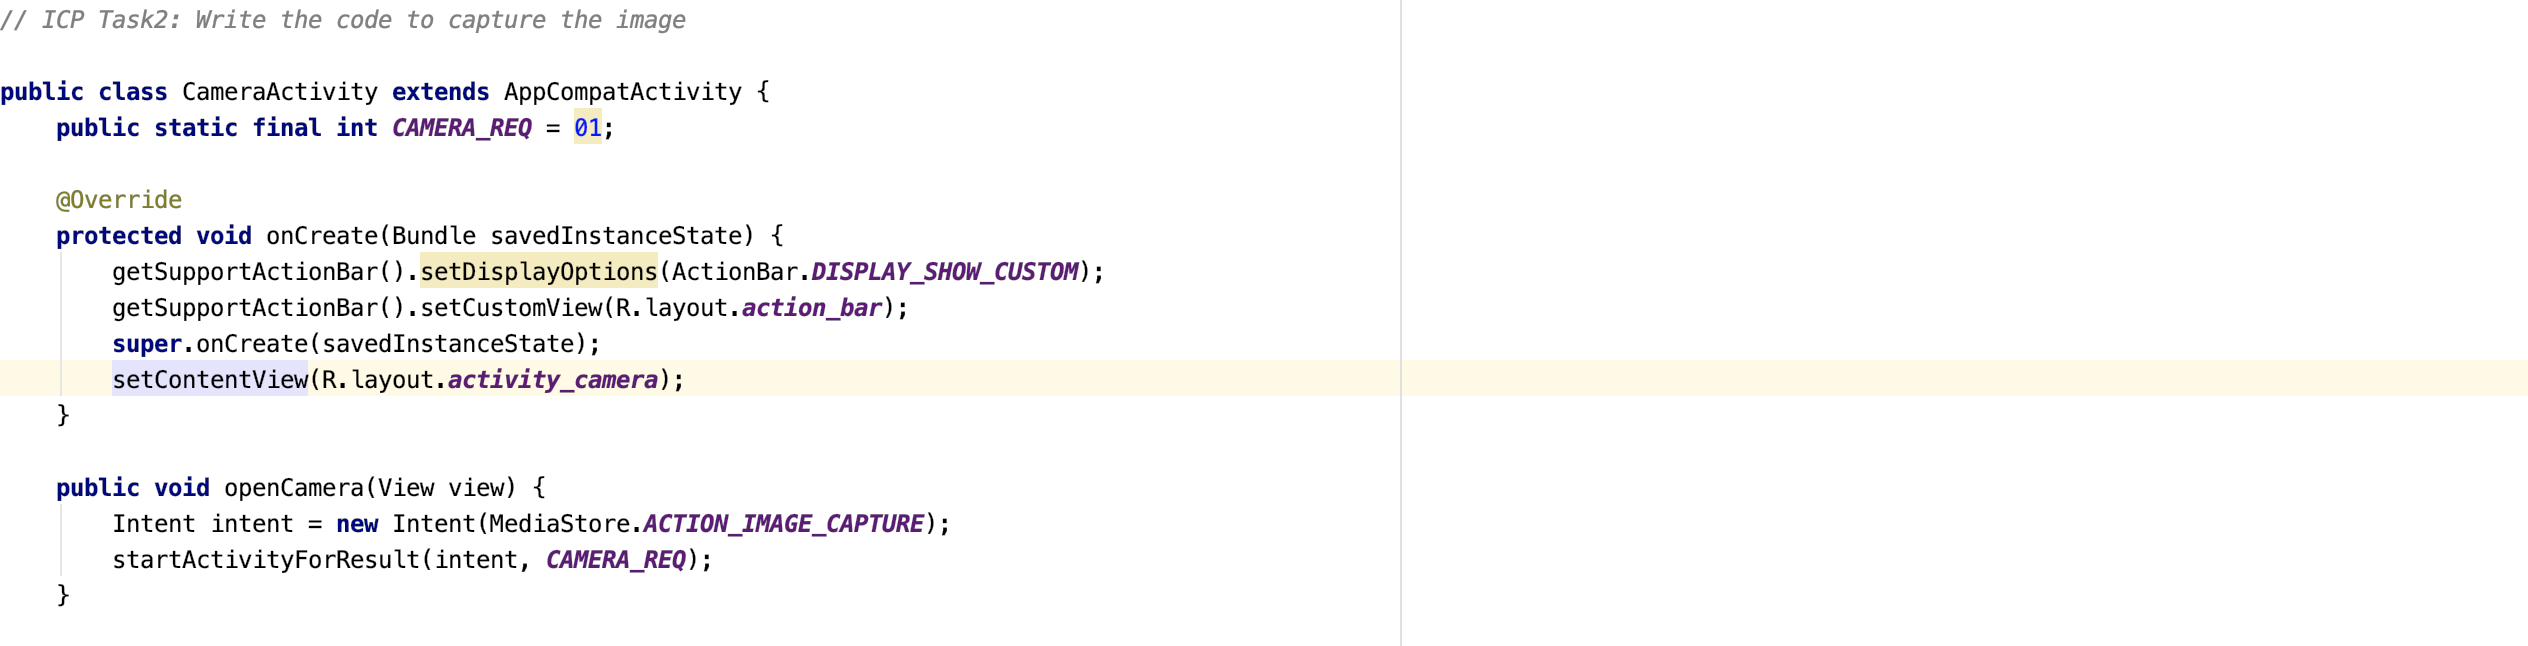 // ICP Task2: Write the code to capture the image
public class CameraActivity extends AppCompatActivity {
public static final int CAMERA_REQ = 01;
@Override
protected void onCreate(Bundle savedInstanceState) {
getSupportActionBar().setDisplayOptions(ActionBar.DISPLAY_SHOW_CUSTOM);
getSupportActionBar().setCustomView(R.layout.action_bar);
super.onCreate(savedInstanceState);
setContentView(R.layout.activity_camera);
}
public void openCamera(View view) {
Intent intent = new Intent(MediaStore.ACTION_IMAGE_CAPTURE);
startActivityForResult(intent, CAMERA_REQ);
}